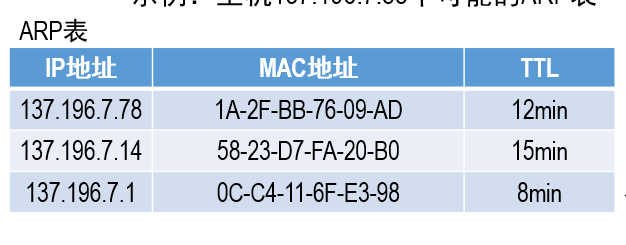 ARP表
IP地址 MAC地址 TTL
137.196.7.78 1A-2F-BB-76-09-AD 12min
137.196.7.14 58-23-D7-FA-20-B0 15min
137.196.7.1 0C-C4-11-6F-E3-98 8min